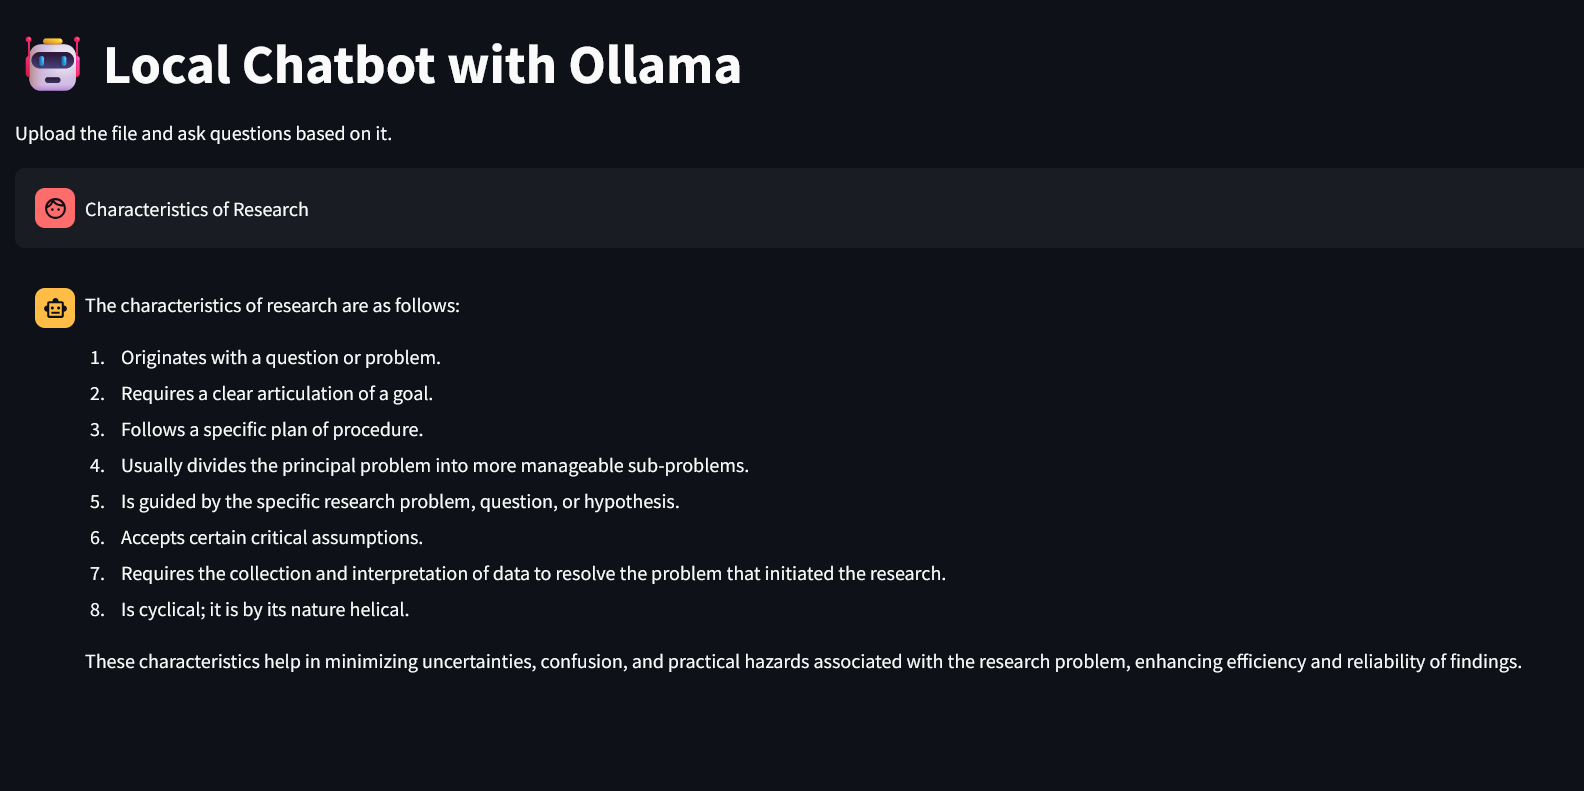 Local Chatbot with Ollama
Upload the file and ask questions based on it.
Characteristics of Research
The characteristics of research are as follows:
1. Originates with a question or problem.
2. Requires a clear articulation of a goal.
3. Follows a specific plan of procedure.
4. Usually divides the principal problem into more manageable sub-problems.
5. Is guided by the specific research problem, question, or hypothesis.
6. Accepts certain critical assumptions.
7. Requires the collection and interpretation of data to resolve the problem that initiated the research.
8. Is cyclical; it is by its nature helical.
These characteristics help in minimizing uncertainties, confusion, and practical hazards associated with the research problem, enhancing efficiency and reliability of findings.